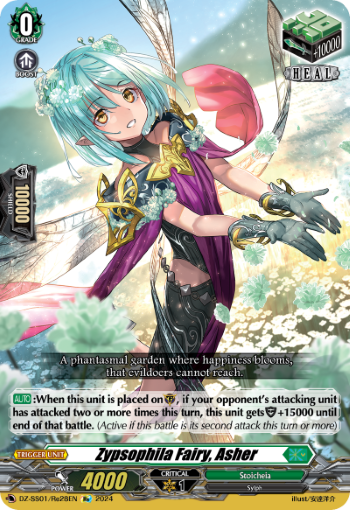 0
GRADE
BOOST
+10000
HEAL
10000
SHIELD
A phantasmal garden where happiness blooms,
that evildoers cannot reach.
AUTO :When this unit is placed on , if your opponent's attacking unit
has attacked two or more times this turn, this unit gets +15000 until
end of that battle. (Active if this battle is its second attack this turn or more)
TRIGGER UNIT
Zypsophila Fairy, Asher
POWER
4000
CRITICAL
1
Stoicheia
Sylph
DZ-SS01/Re28EN
2024
illust/安達洋介